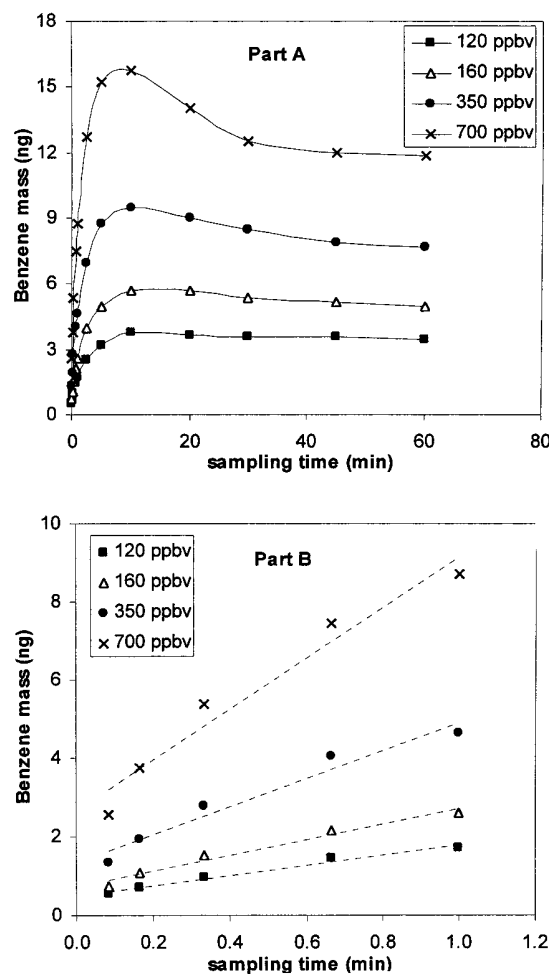 Part A
120 ppbv
160 ppbv
350 ppbv
700 ppbv
Benzene mass (ng)
18
15
12
9
6
3
0
0
20
40
60
80
sampling time (min)
Part B
120 ppbv
160 ppbv
350 ppbv
700 ppbv
Benzene mass (ng)
10
8
6
4
2
0
0.0
0.2
0.4
0.6
0.8
1.0
1.2
sampling time (min)